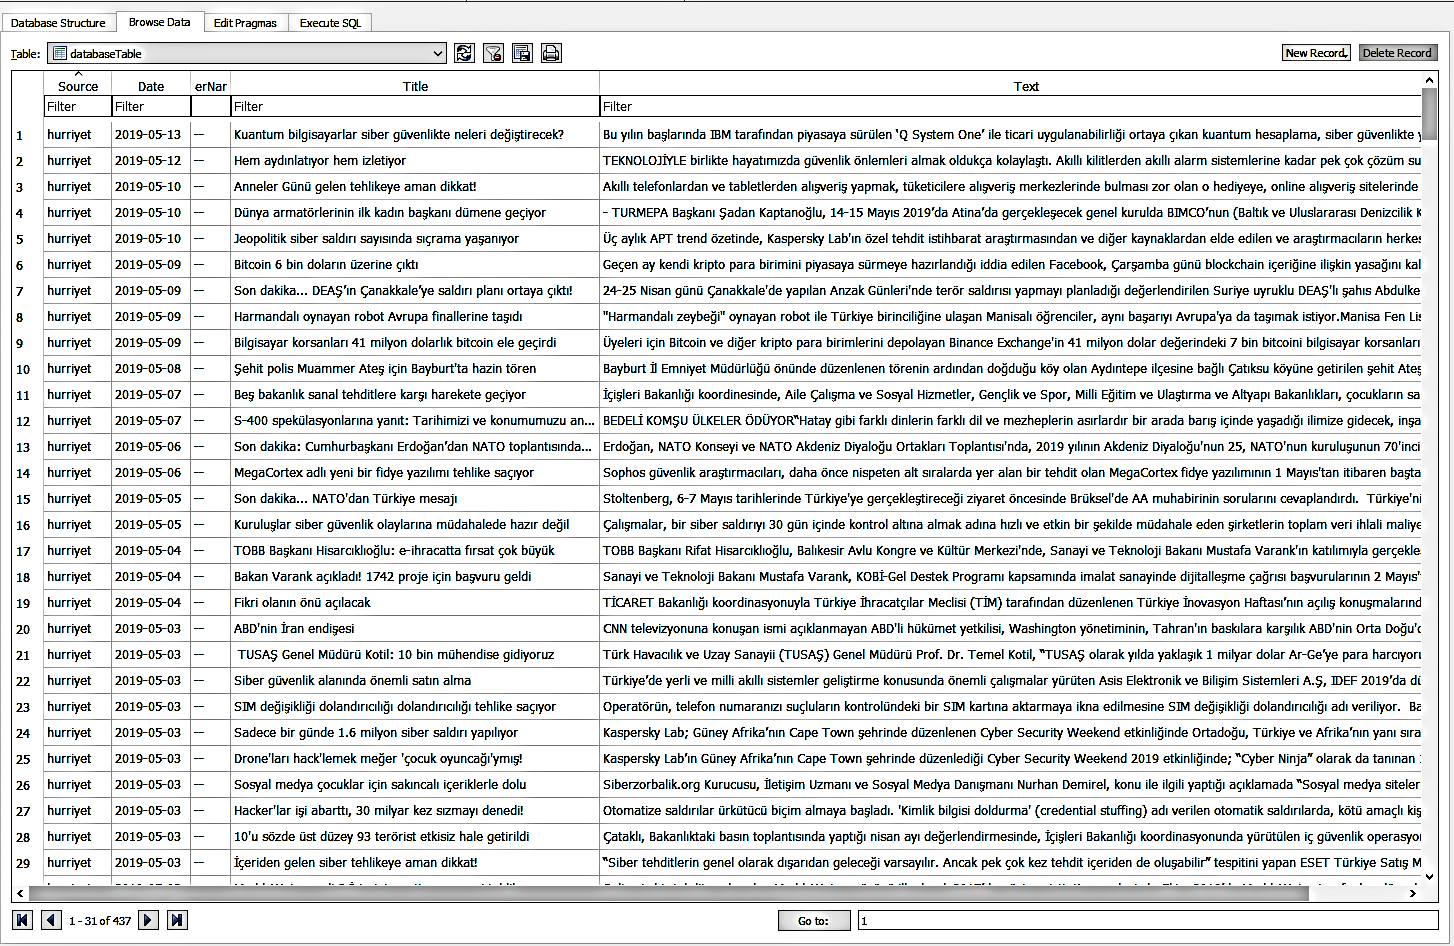 Database Structure Browse Data Edit Pragmas Execute SQL
Table: databaseTable New Record Delete Record
Source Date erNar Title Text
Filter Filter Filter Filter
1 hurriyet 2019-05-13 -- Kuantum bilgisayarlar siber güvenlikte neleri değiştirecek? Bu yılın başlarında IBM tarafından piyasaya sürülen 'Q System One' ile ticari uygulanabilirliği ortaya çıkan kuantum hesaplama, siber güvenlikte y
2 hurriyet 2019-05-12 -- Hem aydınlatıyor hem izletiyor TEKNOLOJİYLE birlikte hayatımızda güvenlik önlemleri almak oldukça kolaylaştı. Akıllı kilitlerden akıllı alarm sistemlerine kadar pek çok çözüm su
3 hurriyet 2019-05-10 -- Anneler Günü gelen tehlikeye aman dikkat! Akıllı telefonlardan ve tabletlerden alışveriş yapmak, tüketicilere alışveriş merkezlerinde bulması zor olan o hediyeye, online alışveriş sitelerinde
4 hurriyet 2019-05-10 -- Dünya armatörlerinin ilk kadın başkanı dümene geçiyor - TURMEPA Başkanı Şadan Kaptanoğlu, 14-15 Mayıs 2019'da Atina'da gerçekleşecek genel kurulda BIMCO'nun (Baltık ve Uluslararası Denizcilik K
5 hurriyet 2019-05-10 -- Jeopolitik siber saldırı sayısında sıçrama yaşanıyor Üç aylık APT trend özetinde, Kaspersky Lab'ın özel tehdit istihbarat araştırmasından ve diğer kaynaklardan elde edilen ve araştırmacıların herkes
6 hurriyet 2019-05-09 -- Bitcoin 6 bin doların üzerine çıktı Geçen ay kendi kripto para birimini piyasaya sürmeye hazırlandığı iddia edilen Facebook, Çarşamba günü blockchain içeriğine ilişkin yasağını kal
7 hurriyet 2019-05-09 -- Son dakika... DEAŞ'ın Çanakkale'ye saldırı planı ortaya çıktı! 24-25 Nisan günü Çanakkale'de yapılan Anzak Günleri'nde terör saldırısı yapmayı planladığı değerlendirilen Suriye uyruklu DEAŞ'lı şahıs Abdulke
8 hurriyet 2019-05-09 -- Harmandalı oynayan robot Avrupa finallerine taşıdı "Harmandalı zeybeği" oynayan robot ile Türkiye birinciliğine ulaşan Manisalı öğrenciler, aynı başarıyı Avrupa'ya da taşımak istiyor.Manisa Fen Lis
9 hurriyet 2019-05-09 -- Bilgisayar korsanları 41 milyon dolarlık bitcoin ele geçirdi Üyeleri için Bitcoin ve diğer kripto para birimlerini depolayan Binance Exchange'in 41 milyon dolar değerindeki 7 bin bitcoini bilgisayar korsanları
10 hurriyet 2019-05-08 -- Şehit polis Muammer Ateş için Bayburt'ta hazin tören Bayburt İl Emniyet Müdürlüğü önünde düzenlenen törenin ardından doğduğu köy olan Aydıntepe ilçesine bağlı Çatıksu köyüne getirilen şehit Ateş
11 hurriyet 2019-05-07 -- Beş bakanlık sanal tehditlere karşı harekete geçiyor İçişleri Bakanlığı koordinesinde, Aile Çalışma ve Sosyal Hizmetler, Gençlik ve Spor, Milli Eğitim ve Ulaştırma ve Altyapı Bakanlıkları, çocukların sa
12 hurriyet 2019-05-07 -- S-400 spekülasyonlarına yanıt: Tarihimizi ve konumumuzu an... BEDELİ KOMŞU ÜLKELER ÖDÜYOR"Hatay gibi farklı dinlerin farklı dil ve mezheplerin asırlardır bir arada barış içinde yaşadığı ilimize gidecek, inşa
13 hurriyet 2019-05-06 -- Son dakika: Cumhurbaşkanı Erdoğan'dan NATO toplantısında... Erdoğan, NATO Konseyi ve NATO Akdeniz Diyaloğu Ortakları Toplantısı'nda, 2019 yılının Akdeniz Diyaloğu'nun 25, NATO'nun kuruluşunun 70'inci
14 hurriyet 2019-05-06 -- MegaCortex adlı yeni bir fidye yazılımı tehlike saçıyor Sophos güvenlik araştırmacıları, daha önce nispeten alt sıralarda yer alan bir tehdit olan MegaCortex fidye yazılımının 1 Mayıs'tan itibaren başta
15 hurriyet 2019-05-05 -- Son dakika... NATO'dan Türkiye mesajı Stoltenberg, 6-7 Mayıs tarihlerinde Türkiye'ye gerçekleştireceği ziyaret öncesinde Brüksel'de AA muhabirinin sorularını cevaplandırdı. Türkiye'ni
16 hurriyet 2019-05-05 -- Kuruluşlar siber güvenlik olaylarına müdahalede hazır değil Çalışmalar, bir siber saldırıyı 30 gün içinde kontrol altına almak adına hızlı ve etkin bir şekilde müdahale eden şirketlerin toplam veri ihlali maliye
17 hurriyet 2019-05-04 -- TOBB Başkanı Hisarcıklıoğlu: e-ihracatta fırsat çok büyük TOBB Başkanı Rifat Hisarcıklıoğlu, Balıkesir Avlu Kongre ve Kültür Merkezi'nde, Sanayi ve Teknoloji Bakanı Mustafa Varank'ın katılımıyla gerçekle
18 hurriyet 2019-05-04 -- Bakan Varank açıkladı! 1742 proje için başvuru geldi Sanayi ve Teknoloji Bakanı Mustafa Varank, KOBİ-Gel Destek Programı kapsamında imalat sanayinde dijitalleşme çağrısı başvurularının 2 Mayıs'
19 hurriyet 2019-05-04 -- Fikri olanın önü açılacak TİCARET Bakanlığı koordinasyonuyla Türkiye İhracatçılar Meclisi (TİM) tarafından düzenlenen Türkiye İnovasyon Haftası'nın açılış konuşmalarınd
20 hurriyet 2019-05-03 -- ABD'nin İran endişesi CNN televizyonuna konuşan ismi açıklanmayan ABD'li hükümet yetkilisi, Washington yönetiminin, Tahran'ın baskılara karşılık ABD'nin Orta Doğu'c
21 hurriyet 2019-05-03 -- TUSAŞ Genel Müdürü Kotil: 10 bin mühendise gidiyoruz Türk Havacılık ve Uzay Sanayii (TUSAŞ) Genel Müdürü Prof. Dr. Temel Kotil, "TUSAŞ olarak yılda yaklaşık 1 milyar dolar Ar-Ge'ye para harcıyoru
22 hurriyet 2019-05-03 -- Siber güvenlik alanında önemli satın alma Türkiye'de yerli ve milli akıllı sistemler geliştirme konusunda önemli çalışmalar yürüten Asis Elektronik ve Bilişim Sistemleri A.Ş, IDEF 2019'da dü
23 hurriyet 2019-05-03 -- SIM değişikliği dolandırıcılığı dolandırıcılığı tehlike saçıyor Operatörün, telefon numaranızı suçluların kontrolündeki bir SIM kartına aktarmaya ikna edilmesine SIM değişikliği dolandırıcılığı adı veriliyor. Ba
24 hurriyet 2019-05-03 -- Sadece bir günde 1.6 milyon siber saldırı yapılıyor Kaspersky Lab; Güney Afrika'nın Cape Town şehrinde düzenlenen Cyber Security Weekend etkinliğinde Ortadoğu, Türkiye ve Afrika'nın yanı sıra
25 hurriyet 2019-05-03 -- Drone'ları hack'lemek meğer 'çocuk oyuncağı'ymış! Kaspersky Lab'ın Güney Afrika'nın Cape Town şehrinde düzenlediği Cyber Security Weekend 2019 etkinliğinde; "Cyber Ninja" olarak da tanınan
26 hurriyet 2019-05-03 -- Sosyal medya çocuklar için sakıncalı içeriklerle dolu Siberzorbalik.org Kurucusu, İletişim Uzmanı ve Sosyal Medya Danışmanı Nurhan Demirel, konu ile ilgili yaptığı açıklamada "Sosyal medya siteler
27 hurriyet 2019-05-03 -- Hacker'lar işi abarttı, 30 milyar kez sızmayı denedi! Otomatize saldırılar ürkütücü biçim almaya başladı. 'Kimlik bilgisi doldurma' (credential stuffing) adı verilen otomatik saldırılarda, kötü amaçlı kiş
28 hurriyet 2019-05-03 -- 10'u sözde üst düzey 93 terörist etkisiz hale getirildi Çataklı, Bakanlıktaki basın toplantısında yaptığı nisan ayı değerlendirmesinde, İçişleri Bakanlığı koordinasyonunda yürütülen iç güvenlik operasyo
29 hurriyet 2019-05-03 -- İçeriden gelen siber tehlikeye aman dikkat! "Siber tehditlerin genel olarak dışarıdan geleceği varsayılır. Ancak pek çok kez tehdit içeriden de oluşabilir" tespitini yapan ESET Türkiye Satış M
1 - 31 of 437 Go to: 1